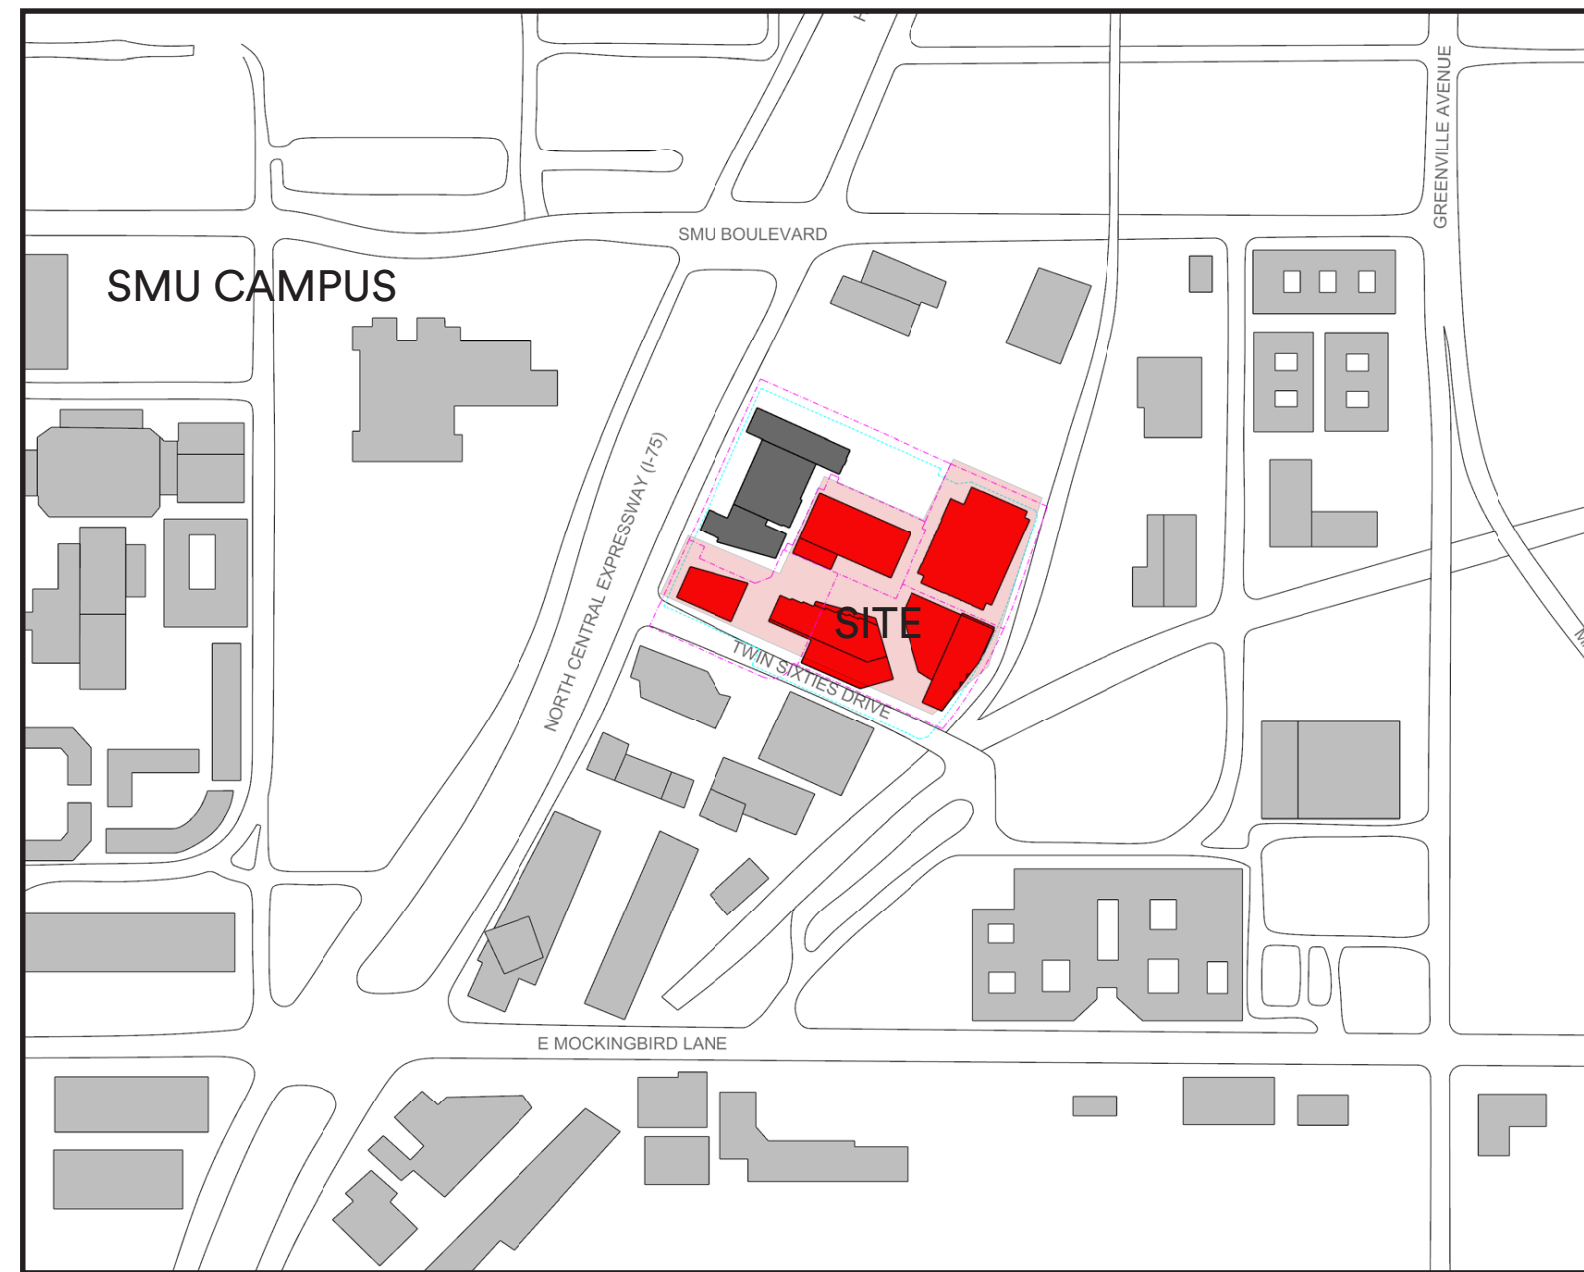 GREENVILLE AVENUE
SMU BOULEVARD
SMU CAMPUS
NORTH CENTRAL EXPRESSWAY (I-75)
SITE
TWIN SIXTIES DRIVE
E MOCKINGBIRD LANE